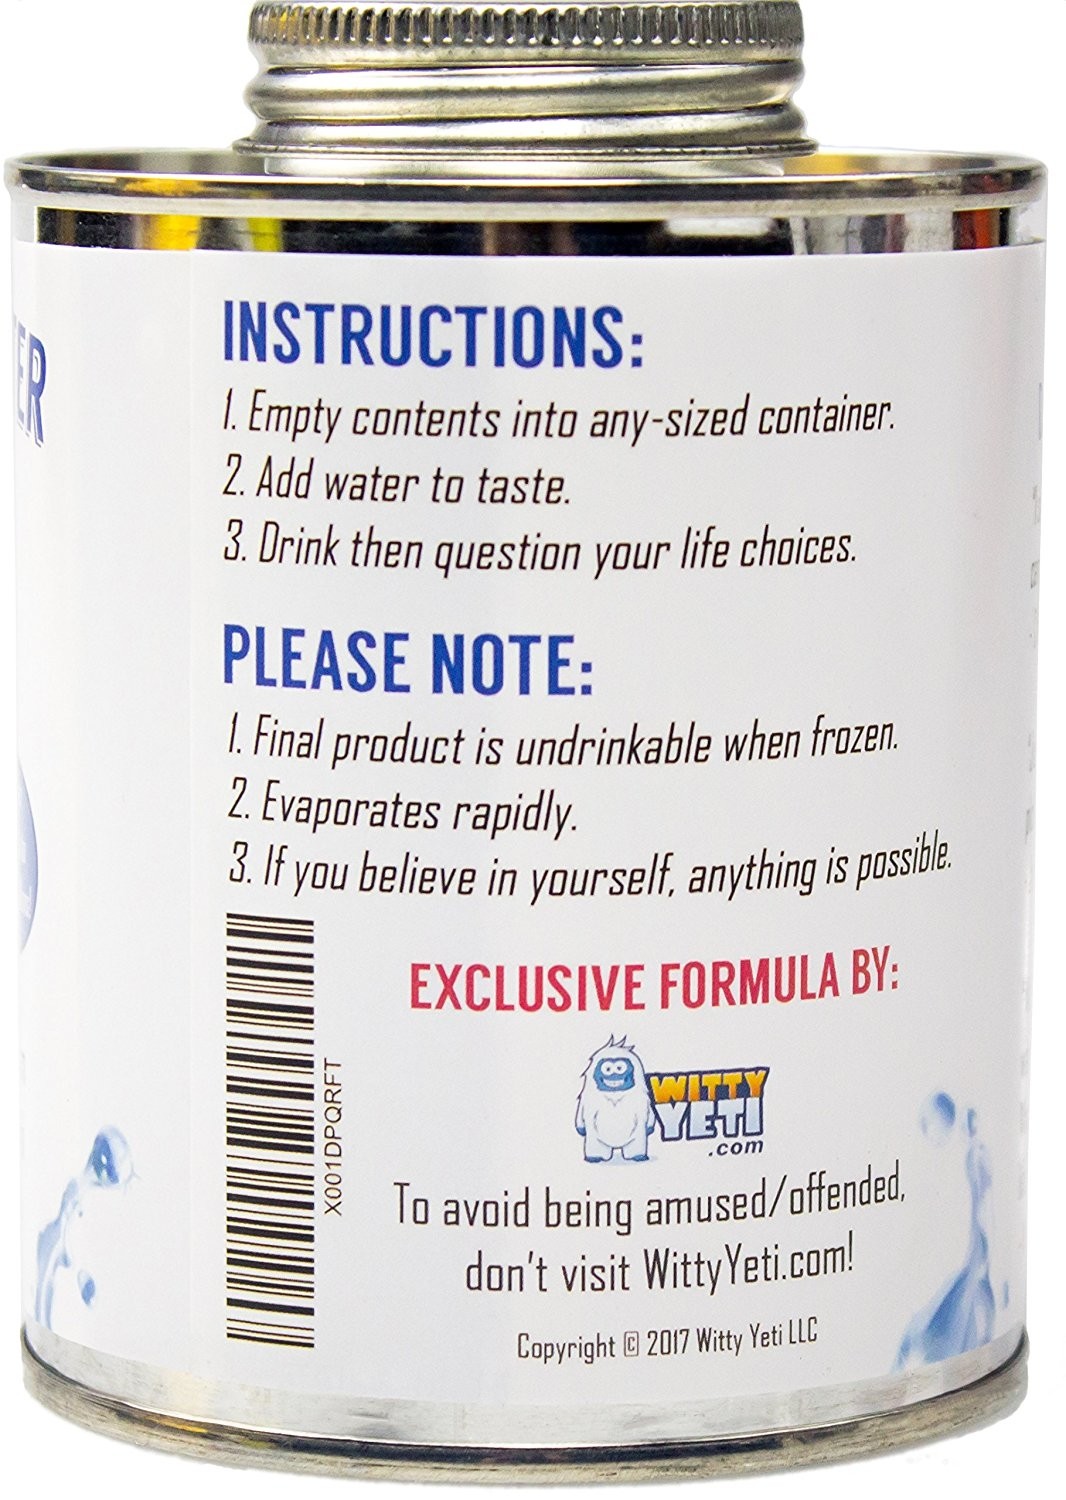 ER
INSTRUCTIONS:
1. Empty contents into any-sized container.
2. Add water to taste.
3. Drink then question your life choices.
PLEASE NOTE:
1. Final product is undrinkable when frozen.
2. Evaporates rapidly.
3. If you believe in yourself, anything is possible.
X001DPQRFT
EXCLUSIVE FORMULA BY:
WITTY
YETI
.com
To avoid being amused/offended,
don't visit WittyYeti.com!
Copyright © 2017 Witty Yeti LLC